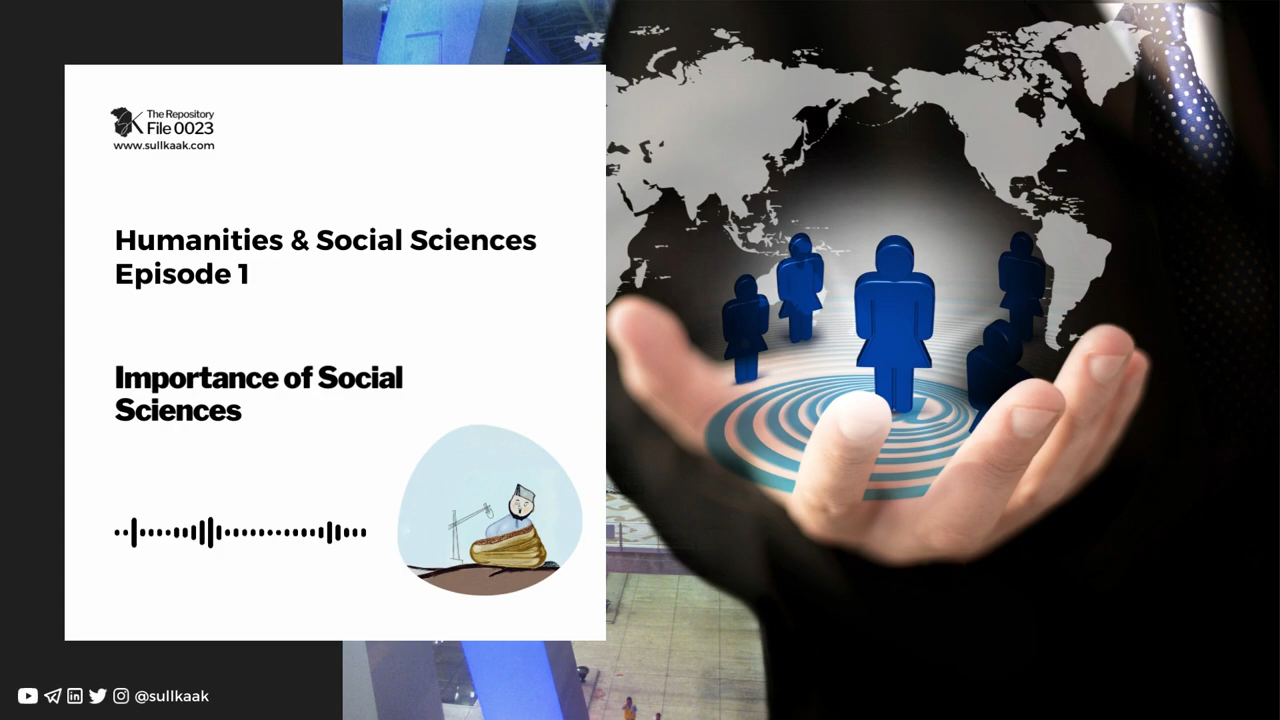 The Repository
File 0023
www.sullkaak.com
Humanities & Social Sciences
Episode 1
Importance of Social
Sciences
@sullkaak